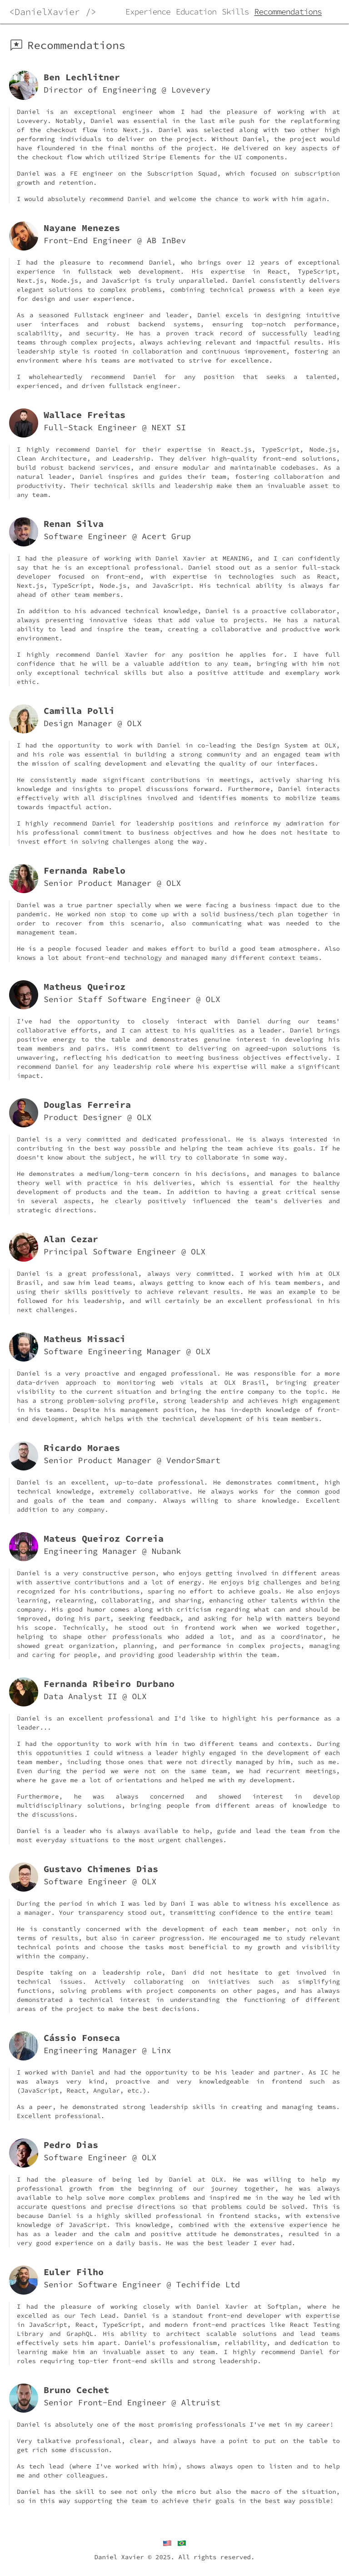 <DanielXavier />
Experience Education Skills Recommendations
Recommendations
Ben Lechlitner
Director of Engineering @ Lovevery
Daniel is an exceptional engineer whom I had the pleasure of working with at
Lovevery. Notably, Daniel was essential in the last mile push for the replatforming
of the checkout flow into Next.js. Daniel was selected along with two other high
performing individuals to deliver on the project. Without Daniel, the project would
have floundered in the final months of the project. He delivered on key aspects of
the checkout flow which utilized Stripe Elements for the UI components.
Daniel was a FE engineer on the Subscription Squad, which focused on subscription
growth and retention.
I would absolutely recommend Daniel and welcome the chance to work with him again.
Nayane Menezes
Front-End Engineer @ AB InBev
I had the pleasure to recommend Daniel, who brings over 12 years of exceptional
experience in fullstack web development. His expertise in React, TypeScript,
Next.js, Node.js, and JavaScript is truly unparalleled. Daniel consistently delivers
elegant solutions to complex problems, combining technical prowess with a keen eye
for design and user experience.
As a seasoned Fullstack engineer and leader, Daniel excels in designing intuitive
user interfaces and robust backend systems, ensuring top-notch performance,
scalability, and security. He has a proven track record of successfully leading
teams through complex projects, always achieving relevant and impactful results. His
leadership style is rooted in collaboration and continuous improvement, fostering an
environment where his teams are motivated to strive for excellence.
I wholeheartedly recommend Daniel for any position that seeks a talented,
experienced, and driven fullstack engineer.
Wallace Freitas
Full-Stack Engineer @ NEXT SI
I highly recommend Daniel for their expertise in React.js, TypeScript, Node.js,
Clean Architecture, and Leadership. They deliver high-quality front-end solutions,
build robust backend services, and ensure modular and maintainable codebases. As a
natural leader, Daniel inspires and guides their team, fostering collaboration and
productivity. Their technical skills and leadership make them an invaluable asset to
any team.
Renan Silva
Software Engineer @ Acert Grup
I had the pleasure of working with Daniel Xavier at MEANING, and I can confidently
say that he is an exceptional professional. Daniel stood out as a senior full-stack
developer focused on front-end, with expertise in technologies such as React,
Next.js, TypeScript, Node.js, and JavaScript. His technical ability is always far
ahead of other team members.
In addition to his advanced technical knowledge, Daniel is a proactive collaborator,
always presenting innovative ideas that add value to projects. He has a natural
ability to lead and inspire the team, creating a collaborative and productive work
environment.
I highly recommend Daniel Xavier for any position he applies for. I have full
confidence that he will be a valuable addition to any team, bringing with him not
only exceptional technical skills but also a positive attitude and exemplary work
ethic.
Camilla Polli
Design Manager @ OLX
I had the opportunity to work with Daniel in co-leading the Design System at OLX,
and his role was essential in building a strong community and an engaged team with
the mission of scaling development and elevating the quality of our interfaces.
He consistently made significant contributions in meetings, actively sharing his
knowledge and insights to propel discussions forward. Furthermore, Daniel interacts
effectively with all disciplines involved and identifies moments to mobilize teams
towards impactful action.
I highly recommend Daniel for leadership positions and reinforce my admiration for
his professional commitment to business objectives and how he does not hesitate to
invest effort in solving challenges along the way.
Fernanda Rabelo
Senior Product Manager @ OLX
Daniel was a true partner specially when we were facing a business impact due to the
pandemic. He worked non stop to come up with a solid business/tech plan together in
order to recover from this scenario, also communicating what was needed to the
management team.
He is a people focused leader and makes effort to build a good team atmosphere. Also
knows a lot about front-end technology and managed many different context teams.
Matheus Queiroz
Senior Staff Software Engineer @ OLX
I've had the opportunity to closely interact with Daniel during our teams'
collaborative efforts, and I can attest to his qualities as a leader. Daniel brings
positive energy to the table and demonstrates genuine interest in developing his
team members and pairs. His commitment to delivering on agreed-upon solutions is
unwavering, reflecting his dedication to meeting business objectives effectively. I
recommend Daniel for any leadership role where his expertise will make a significant
impact.
Douglas Ferreira
Product Designer @ OLX
Daniel is a very committed and dedicated professional. He is always interested in
contributing in the best way possible and helping the team achieve its goals. If he
doesn't know about the subject, he will try to collaborate in some way.
He demonstrates a medium/long-term concern in his decisions, and manages to balance
theory well with practice in his deliveries, which is essential for the healthy
development of products and the team. In addition to having a great critical sense
in several aspects, he clearly positively influenced the team's deliveries and
strategic directions.
Alan Cezar
Principal Software Engineer @ OLX
Daniel is a great professional, always very committed. I worked with him at OLX
Brasil, and saw him lead teams, always getting to know each of his team members, and
using their skills positively to achieve relevant results. He was an example to be
followed for his leadership, and will certainly be an excellent professional in his
next challenges.
Matheus Missaci
Software Engineering Manager @ OLX
Daniel is a very proactive and engaged professional. He was responsible for a more
data-driven approach to monitoring web vitals at OLX Brasil, bringing greater
visibility to the current situation and bringing the entire company to the topic. He
has a strong problem-solving profile, strong leadership and achieves high engagement
in his teams. Despite his management position, he has in-depth knowledge of front-
end development, which helps with the technical development of his team members.
Ricardo Moraes
Senior Product Manager @ VendorSmart
Daniel is an excellent, up-to-date professional. He demonstrates commitment, high
technical knowledge, extremely collaborative. He always works for the common good
and goals of the team and company. Always willing to share knowledge. Excellent
addition to any company.
Mateus Queiroz Correia
Engineering Manager @ Nubank
Daniel is a very constructive person, who enjoys getting involved in different areas
with assertive contributions and a lot of energy. He enjoys big challenges and being
recognized for his contributions, sparing no effort to achieve goals. He also enjoys
learning, relearning, collaborating, and sharing, enhancing other talents within the
company. His good humor comes along with criticism regarding what can and should be
improved, doing his part, seeking feedback, and asking for help with matters beyond
his scope. Technically, he stood out in frontend work when we worked together,
helping to shape other professionals who added a lot, and as a coordinator, he
showed great organization, planning, and performance in complex projects, managing
and caring for people, and providing good leadership within the team.
Fernanda Ribeiro Durbano
Data Analyst II @ OLX
Daniel is an excellent professional and I'd like to highlight his performance as a
leader...
I had the opportunity to work with him in two different teams and contexts. During
this oppotunities I could witness a leader highly engaged in the development of each
team member, including those ones that were not directly managed by him, such as me.
Even during the period we were not on the same team, we had recurrent meetings,
where he gave me a lot of orientations and helped me with my development.
Furthermore, he was always concerned and showed interest in develop
multidisciplinary solutions, bringing people from different areas of knowledge to
the discussions.
Daniel is a leader who is always available to help, guide and lead the team from the
most everyday situations to the most urgent challenges.
Gustavo Chimenes Dias
Software Engineer @ OLX
During the period in which I was led by Dani I was able to witness his excellence as
a manager. Your transparency stood out, transmitting confidence to the entire team!
He is constantly concerned with the development of each team member, not only in
terms of results, but also in career progression. He encouraged me to study relevant
technical points and choose the tasks most beneficial to my growth and visibility
within the company.
Despite taking on a leadership role, Dani did not hesitate to get involved in
technical issues. Actively collaborating on initiatives such as simplifying
functions, solving problems with project components on other pages, and has always
demonstrated a technical interest in understanding the functioning of different
areas of the project to make the best decisions.
Cássio Fonseca
Engineering Manager @ Linx
I worked with Daniel and had the opportunity to be his leader and partner. As IC he
was always very kind, proactive and very knowledgeable in frontend such as
(JavaScript, React, Angular, etc.).
As a peer, he demonstrated strong leadership skills in creating and managing teams.
Excellent professional.
Pedro Dias
Software Engineer @ OLX
I had the pleasure of being led by Daniel at OLX. He was willing to help my
professional growth from the beginning of our journey together, he was always
available to help solve more complex problems and inspired me in the way he led with
accurate questions and precise directions so that problems could be solved. This is
because Daniel is a highly skilled professional in frontend stacks, with extensive
knowledge of JavaScript. This knowledge, combined with the extensive experience he
has as a leader and the calm and positive attitude he demonstrates, resulted in a
very good experience on a daily basis. He was the best leader I ever had.
Euler Filho
Senior Software Engineer @ Techifide Ltd
I had the pleasure of working closely with Daniel Xavier at Softplan, where he
excelled as our Tech Lead. Daniel is a standout front-end developer with expertise
in JavaScript, React, TypeScript, and modern front-end practices like React Testing
Library and GraphQL. His ability to architect scalable solutions and lead teams
effectively sets him apart. Daniel's professionalism, reliability, and dedication to
learning make him an invaluable asset to any team. I highly recommend Daniel for
roles requiring top-tier front-end skills and strong leadership.
Bruno Cechet
Senior Front-End Engineer @ Altruist
Daniel is absolutely one of the most promising professionals I've met in my career!
Very talkative professional, clear, and always have a point to put on the table to
get rich some discussion.
As tech lead (where I've worked with him), shows always open to listen and to help
me and other colleagues.
Daniel has the skill to see not only the micro but also the macro of the situation,
so in this way supporting the team to achieve their goals in the best way possible!
Daniel Xavier © 2025. All rights reserved.